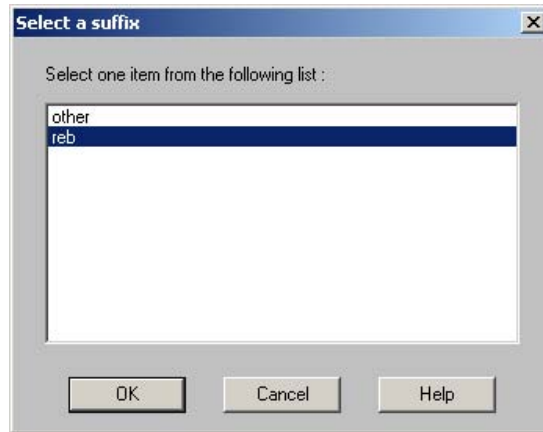 Select a suffix
Select one item from the following list :
other
reb
OK Cancel Help